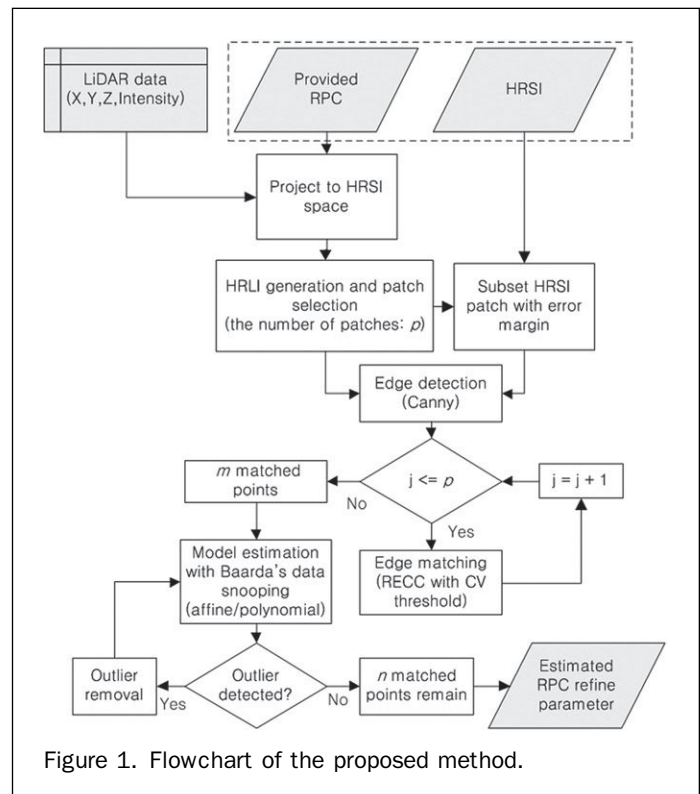 LiDAR data
(X,Y,Z,Intensity)
Provided
RPC
HRSI
Project to HRSI
space
HRLI generation and patch
selection
(the number of patches: p)
Subset HRSI
patch with error
margin
Edge detection
(Canny)
m matched
points
No
j <= p
j = j + 1
Yes
Model estimation
with Baarda's data
snooping
(affine/polynomial)
Edge matching
(RECC with CV
threshold)
Outlier
removal
Yes
Outlier
detected?
No
n matched
points remain
Estimated
RPC refine
parameter
Figure 1. Flowchart of the proposed method.